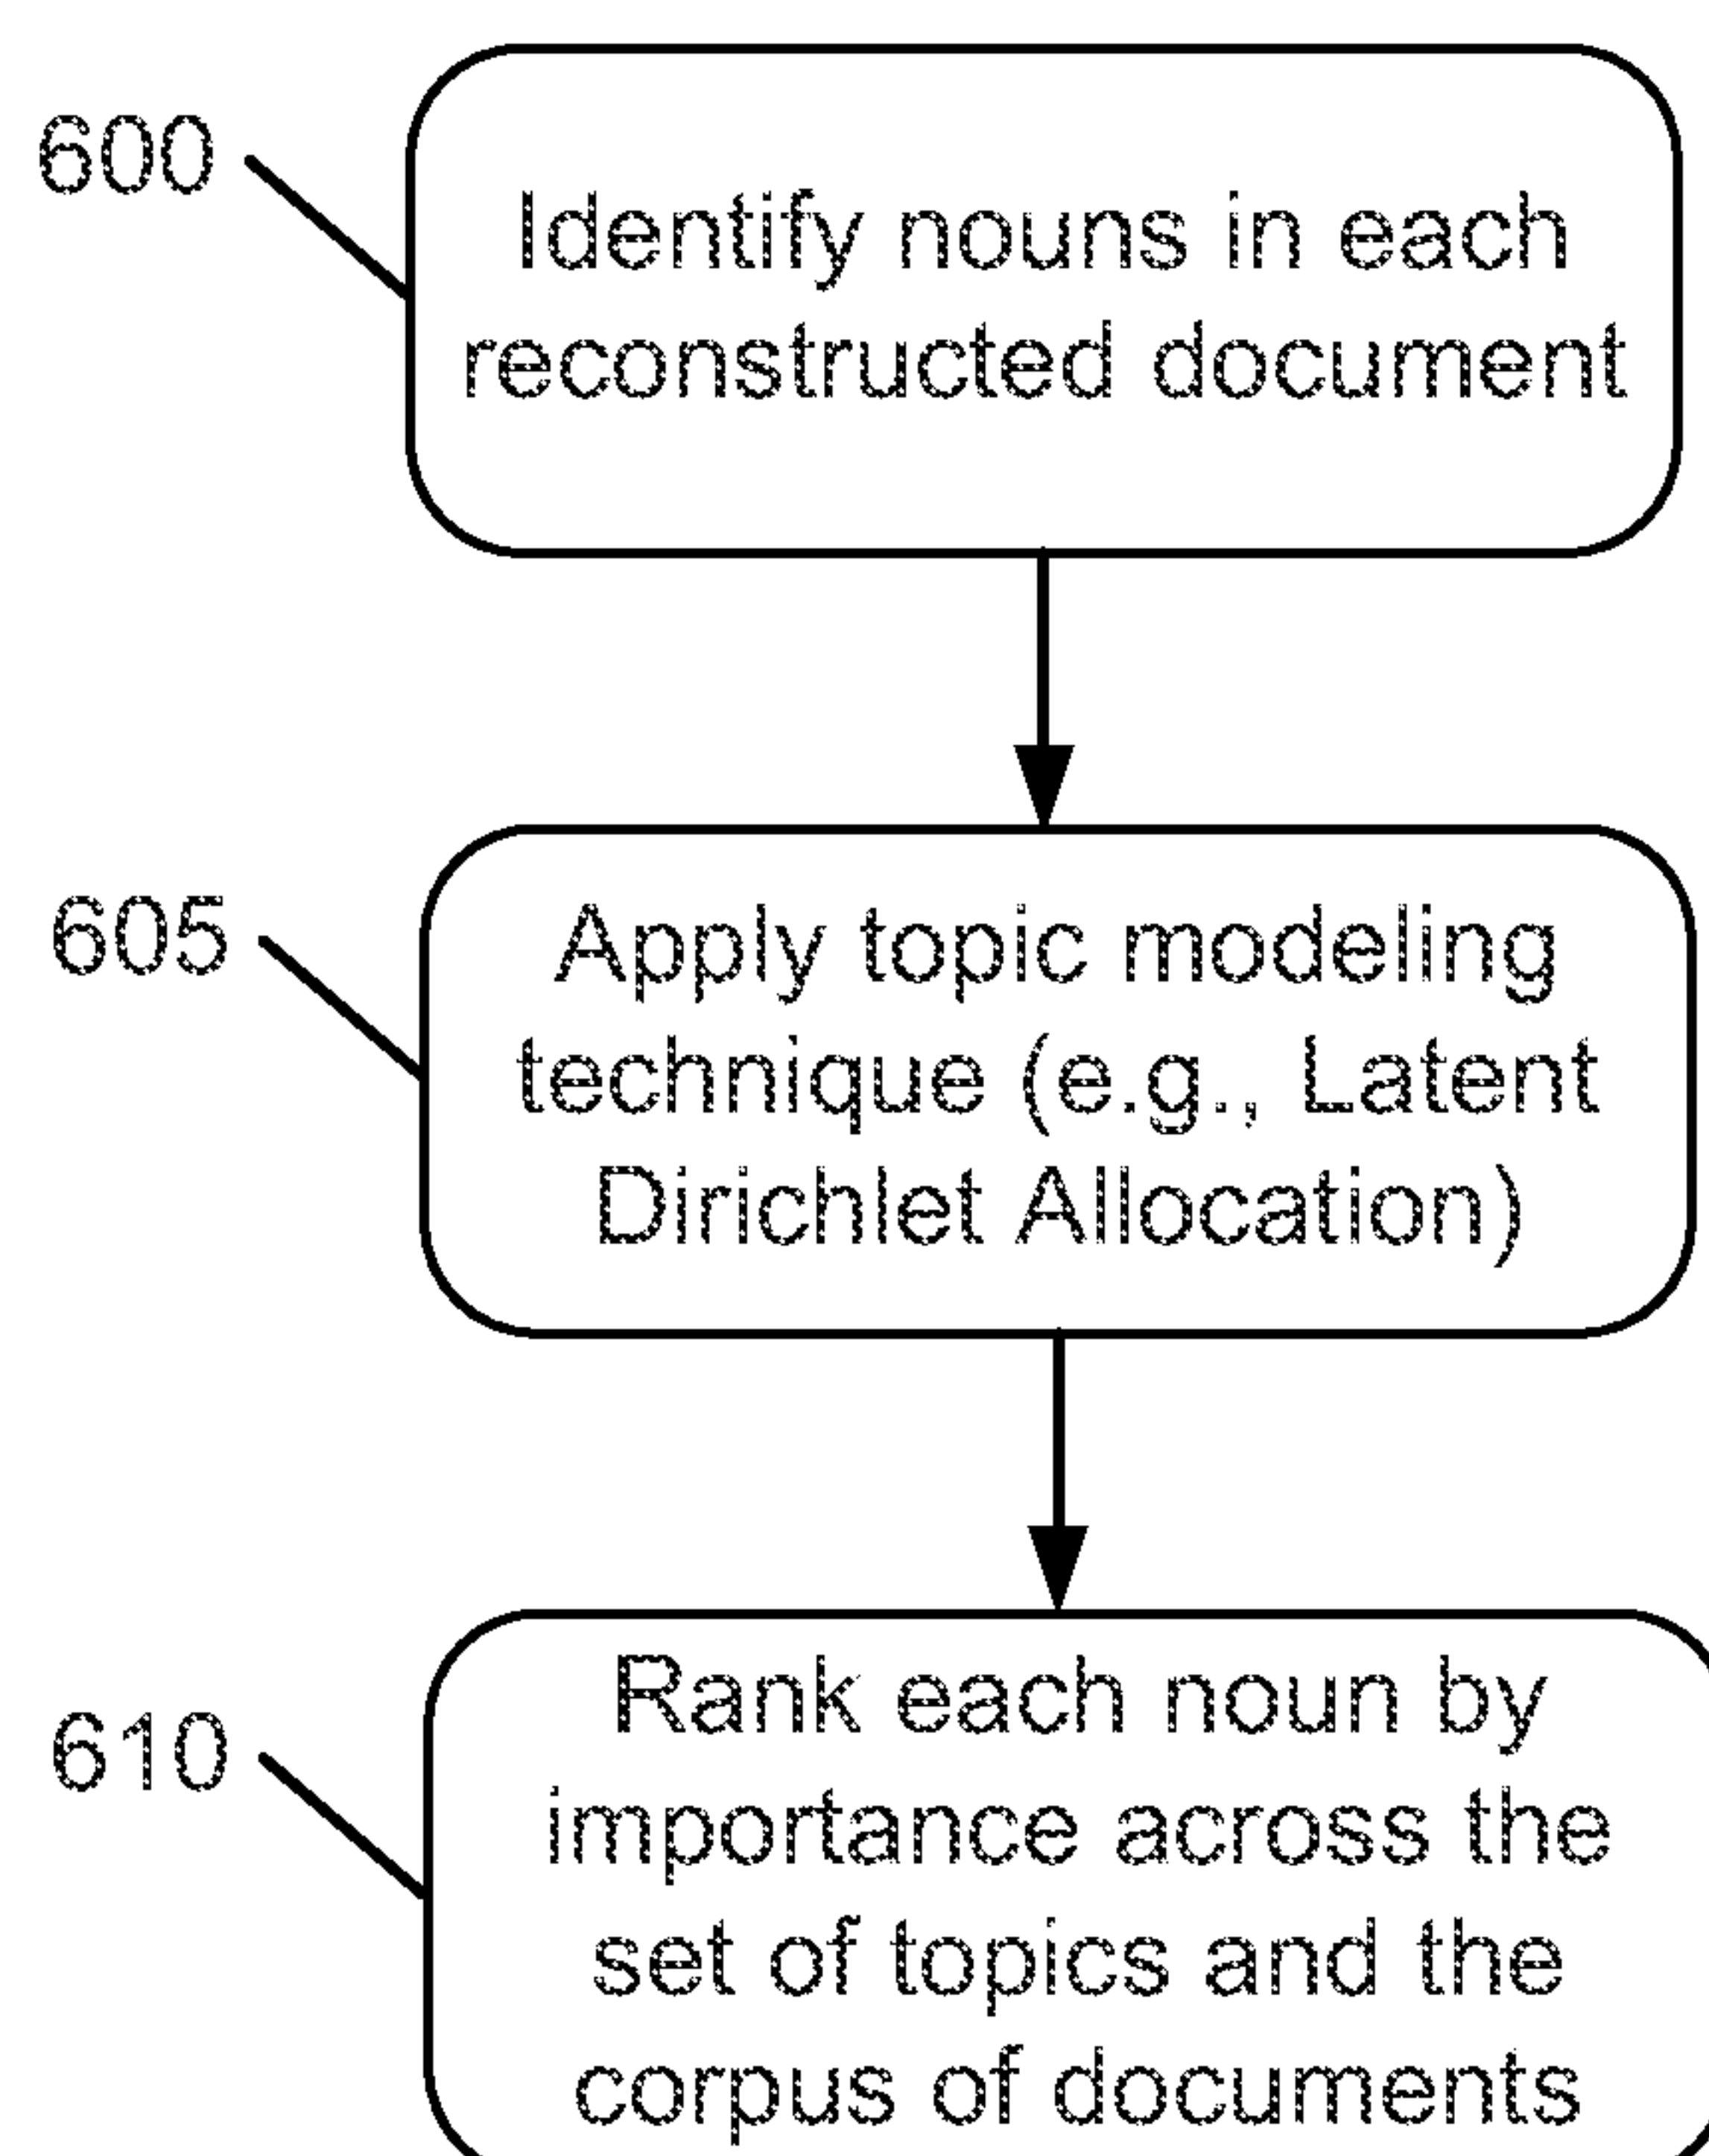 600
Identify nouns in each
reconstructed document
605
Apply topic modeling
technique (e.g., Latent
Dirichlet Allocation)
610
Rank each noun by
importance across the
set of topics and the
corpus of documents